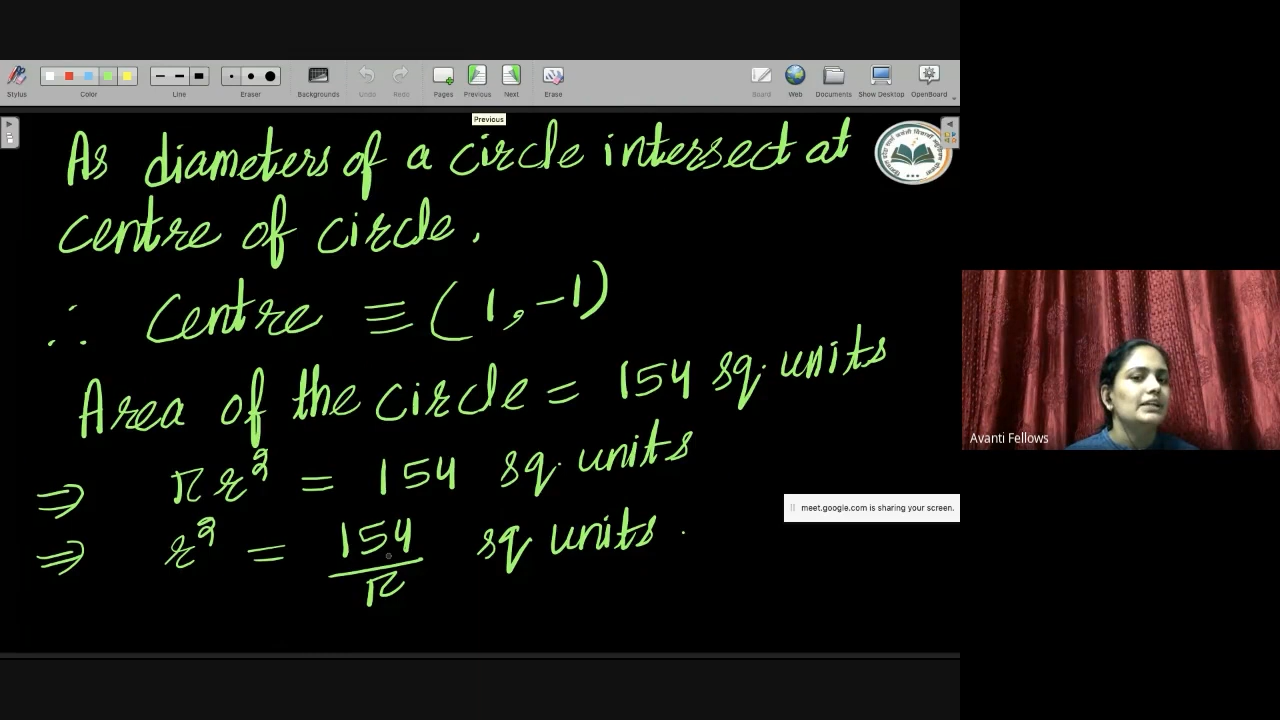 Stylus
Color
Line
Eraser
Backgrounds
Undo
Redo
Pages
Previous
Next
Erase
Board
Web
Documents
Show Desktop
OpenBoard
Previous
As diameters of a circle intersect at
centre of circle.
∴ Centre ≡ (1, -1)
Area of the circle = 154 sq. units
⇒ πr² = 154 sq. units
⇒ r² = 154/π sq units.
Avanti Fellows
meet.google.com is sharing your screen.